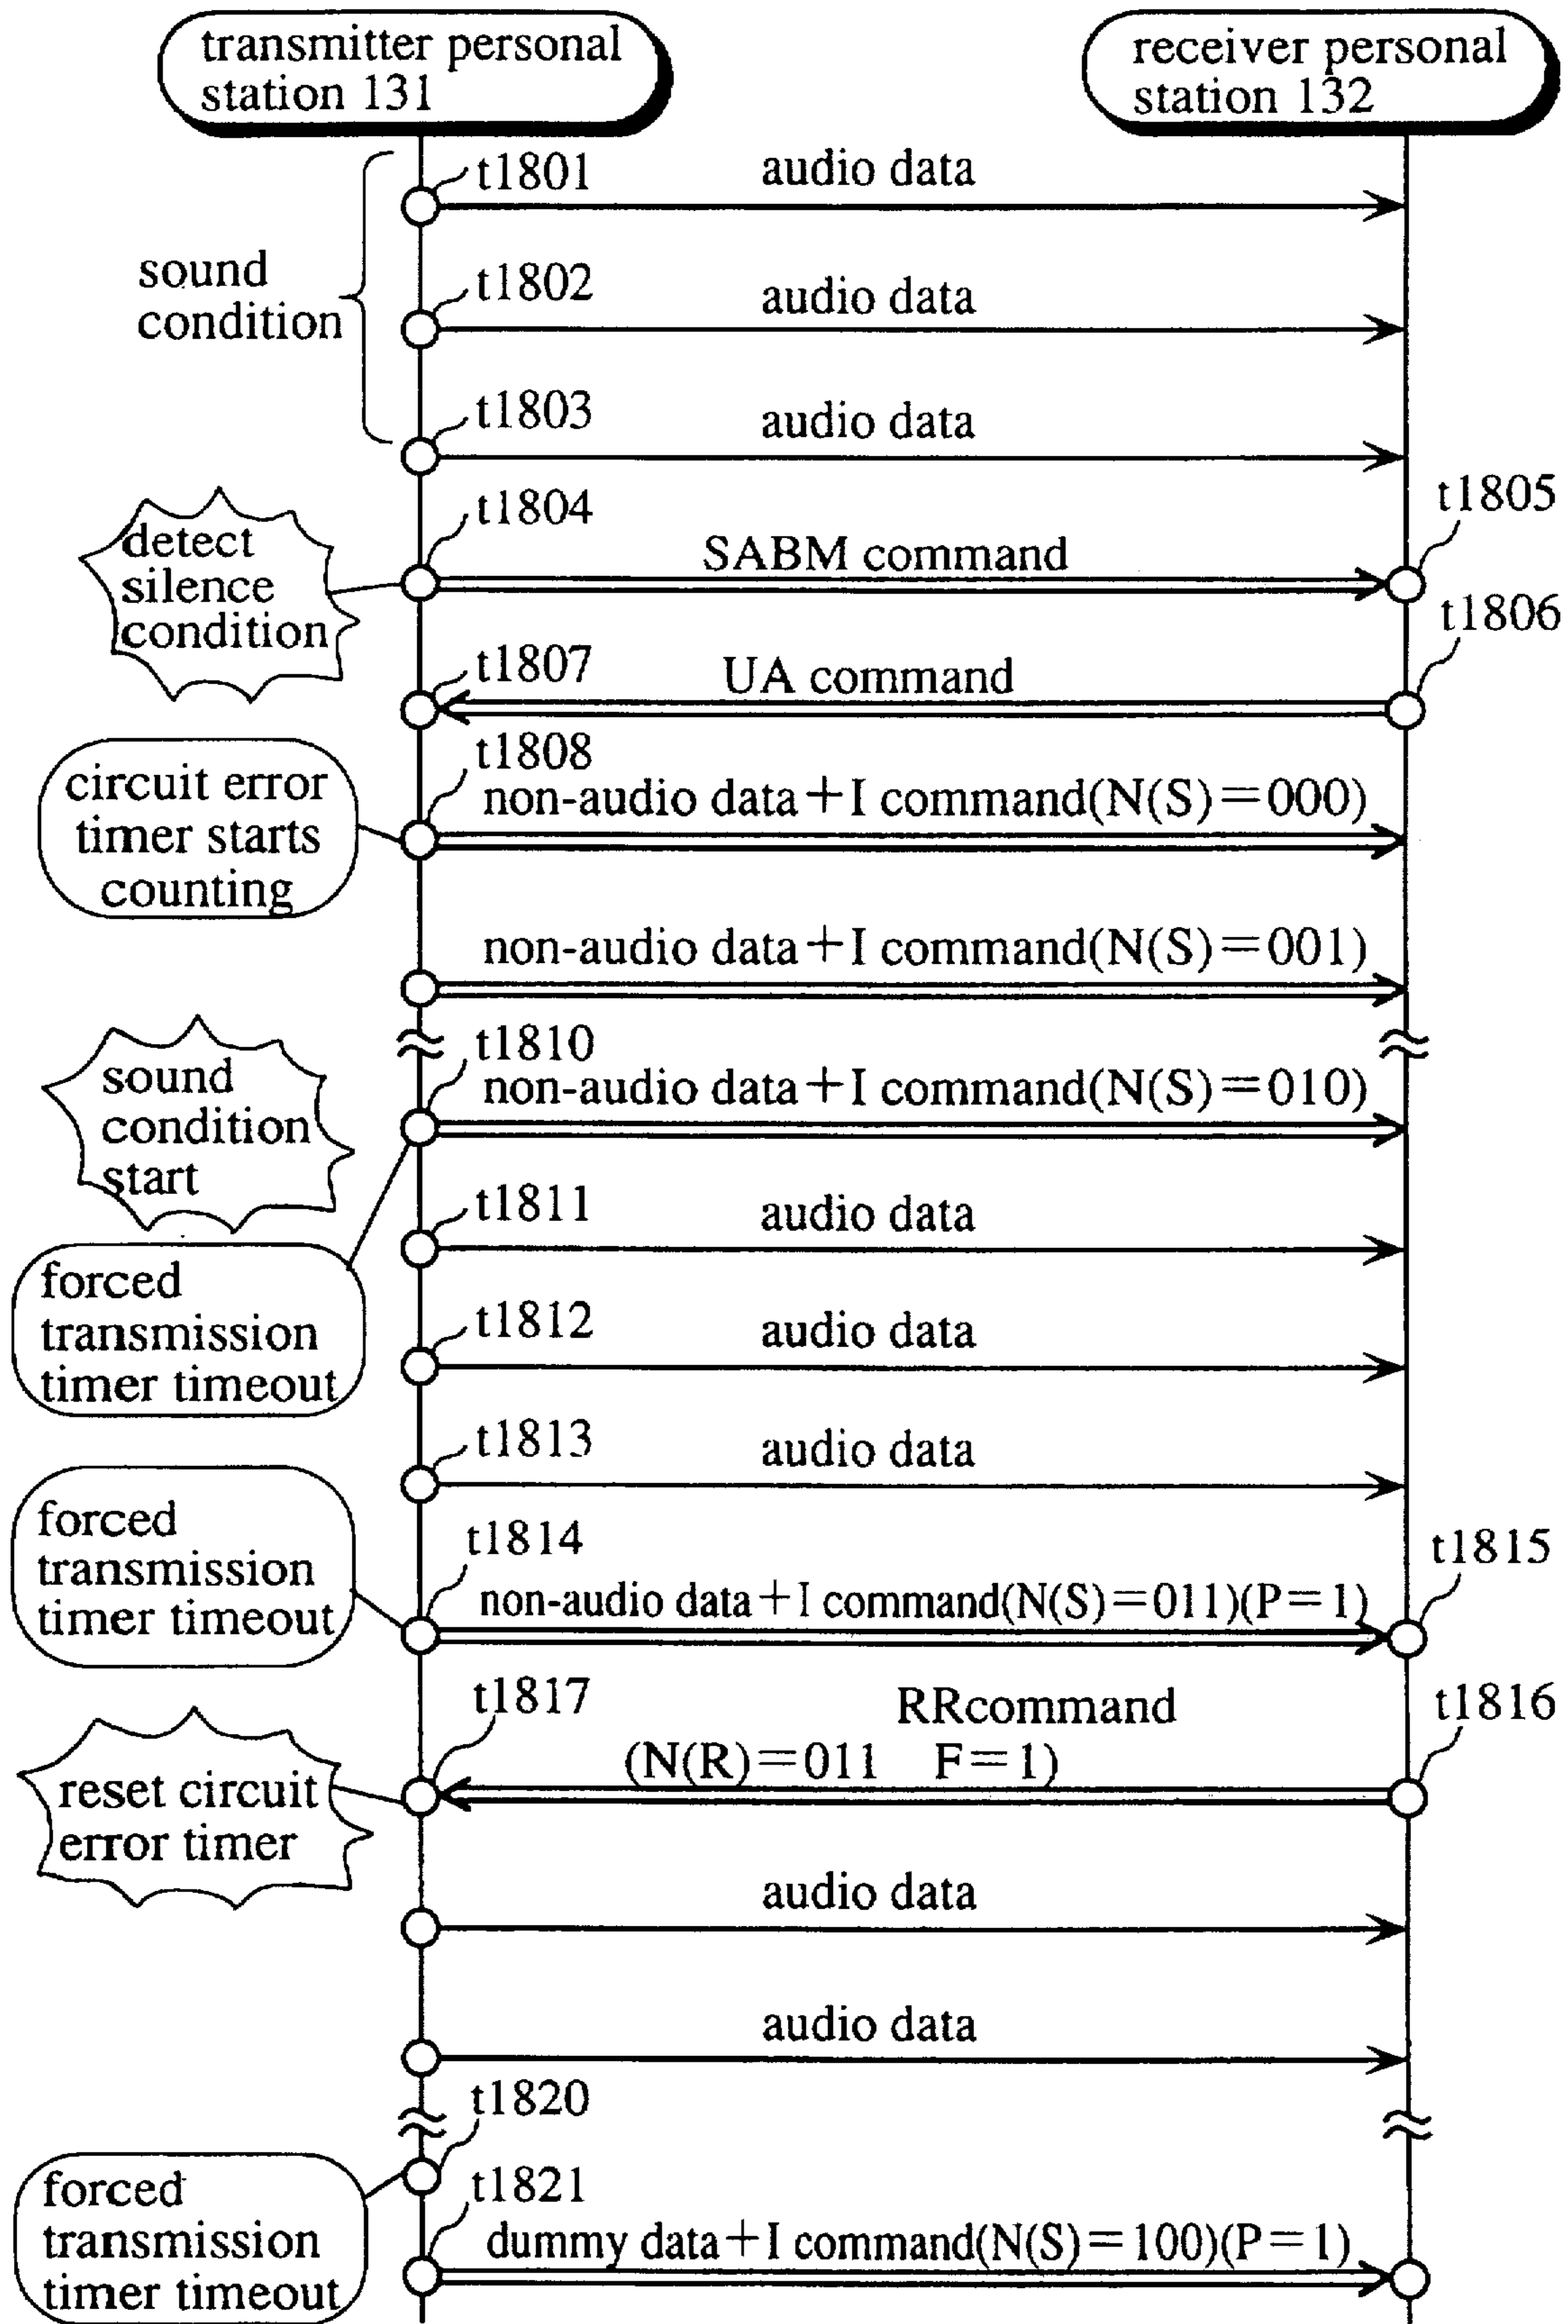 transmitter personal
station 131
receiver personal
station 132
t1801
audio data
sound
condition
t1802
audio data
t1803
audio data
t1804
t1805
detect
silence
condition
SABM command
t1806
t1807
UA command
t1808
circuit error
timer starts
counting
non-audio data+I command(N(S)=000)
non-audio data+I command(N(S)=001)
t1810
sound
condition
start
non-audio data+I command(N(S)=010)
t1811
audio data
forced
transmission
timer timeout
t1812
audio data
t1813
audio data
forced
transmission
timer timeout
t1814
t1815
non-audio data+I command(N(S)=011)(P=1)
t1817
RRcommand
(N(R)=011 F=1)
t1816
reset circuit
error timer
audio data
audio data
t1820
forced
transmission
timer timeout
t1821
dummy data+I command(N(S)=100)(P=1)